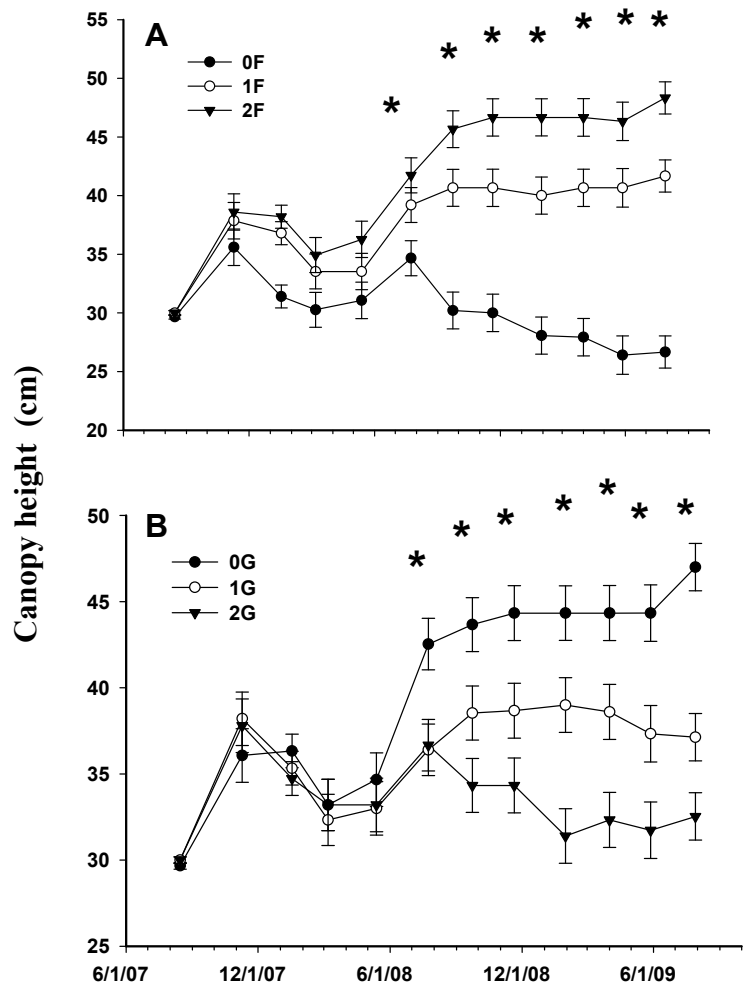 Canopy height (cm)
A
0F
1F
2F
55
50
45
40
35
30
25
20
* * * * * * *
B
0G
1G
2G
50
45
40
35
30
25
* * * * * * *
6/1/07 12/1/07 6/1/08 12/1/08 6/1/09